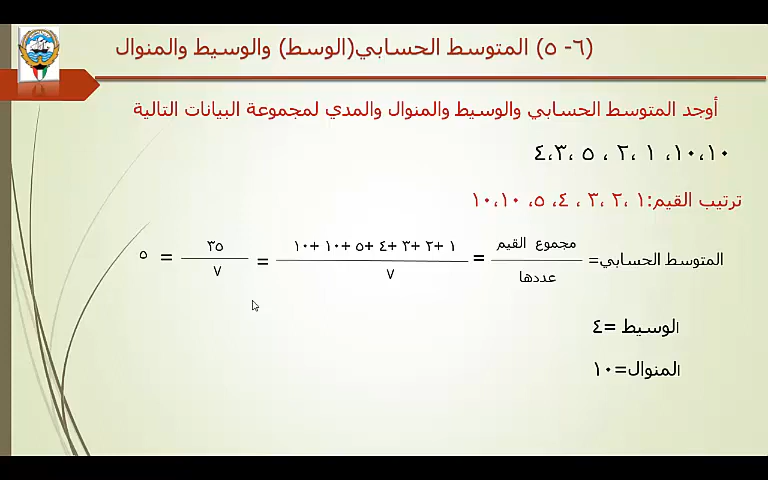 (٦- ٥) المتوسط الحسابي(الوسط) والوسيط والمنوال
أوجد المتوسط الحسابي والوسيط والمنوال والمدي لمجموعة البيانات التالية
١٠،١٠، ١ ،٢ ، ٥ ،٣،٤
ترتيب القيم:١ ،٢ ،٣ ، ٤، ٥، ١٠،١٠
المتوسط الحسابي= مجموع القيم / عددها = ١ +٢ +٣ +٤ +٥ +١٠ +١٠ / ٧ = ٣٥ / ٧ = ٥
الوسيط =٤
المنوال=١٠